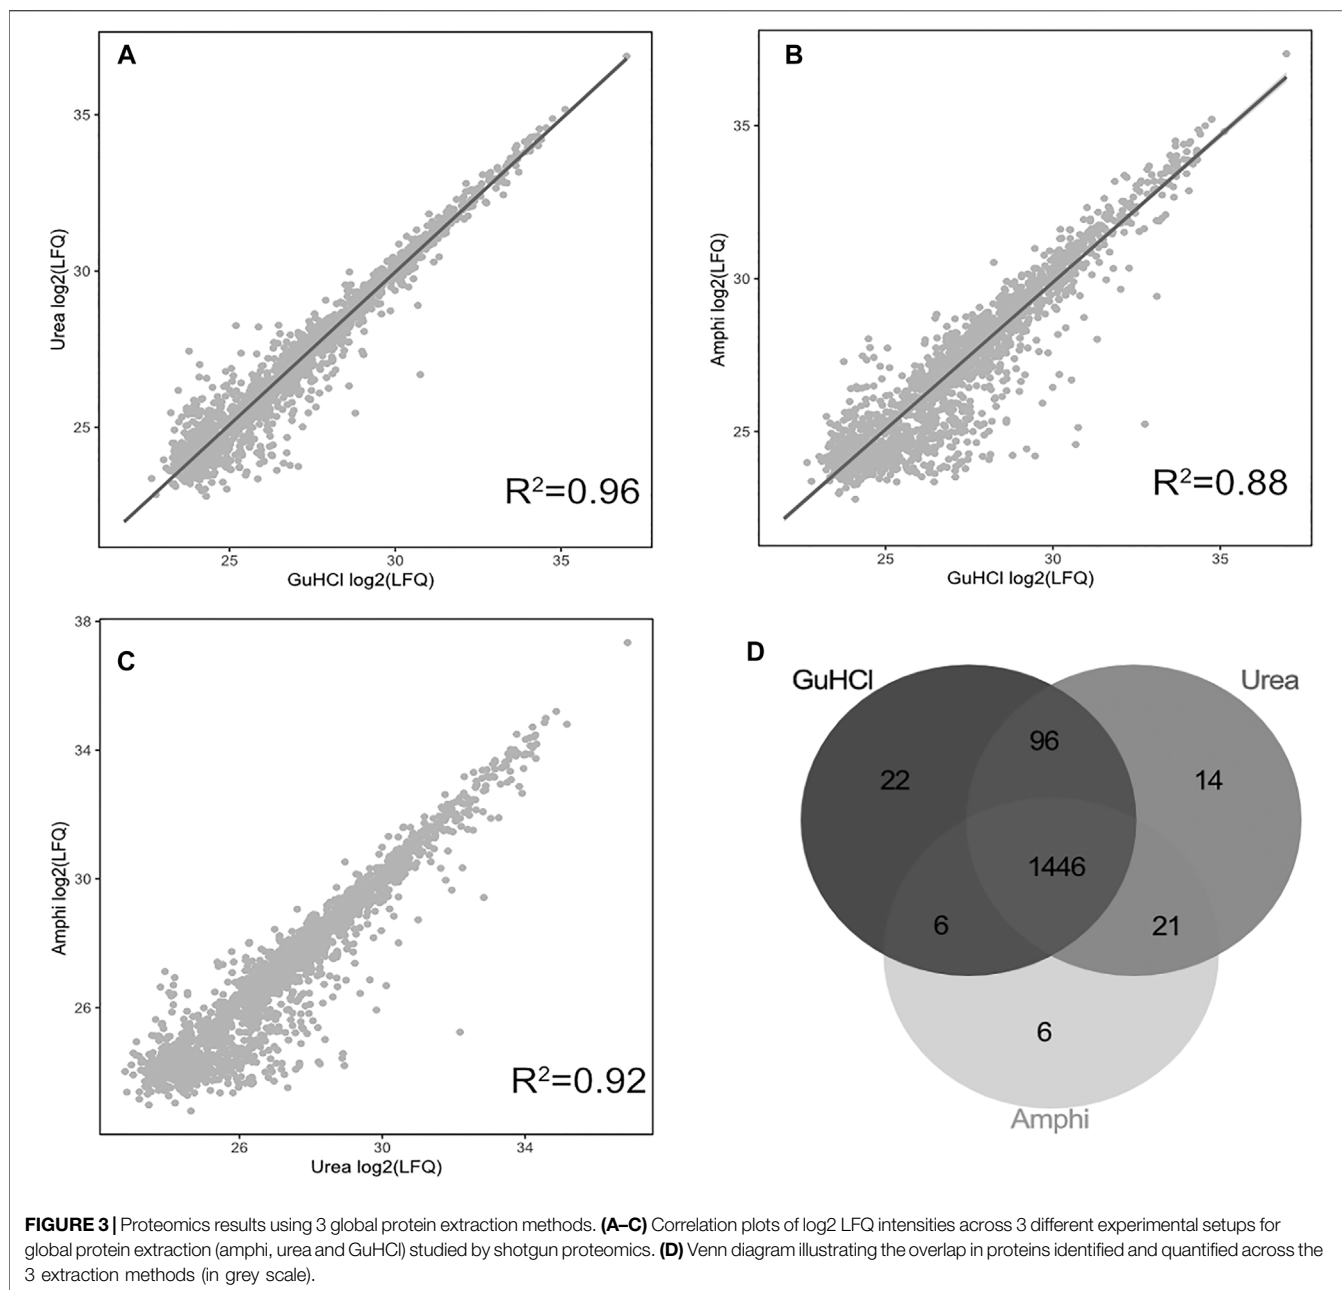 A
35
30
25
Urea log2(LFQ)
R²=0.96
25 30 35
GuHCl log2(LFQ)
B
35
30
25
Amphi log2(LFQ)
R²=0.88
25 30 35
GuHCl log2(LFQ)
C
38
34
30
26
Amphi log2(LFQ)
R²=0.92
26 30 34
Urea log2(LFQ)
D
GuHCl Urea
96
22 14
1446
6 21
6
Amphi
FIGURE 3 | Proteomics results using 3 global protein extraction methods. (A–C) Correlation plots of log2 LFQ intensities across 3 different experimental setups for
global protein extraction (amphi, urea and GuHCl) studied by shotgun proteomics. (D) Venn diagram illustrating the overlap in proteins identified and quantified across the
3 extraction methods (in grey scale).